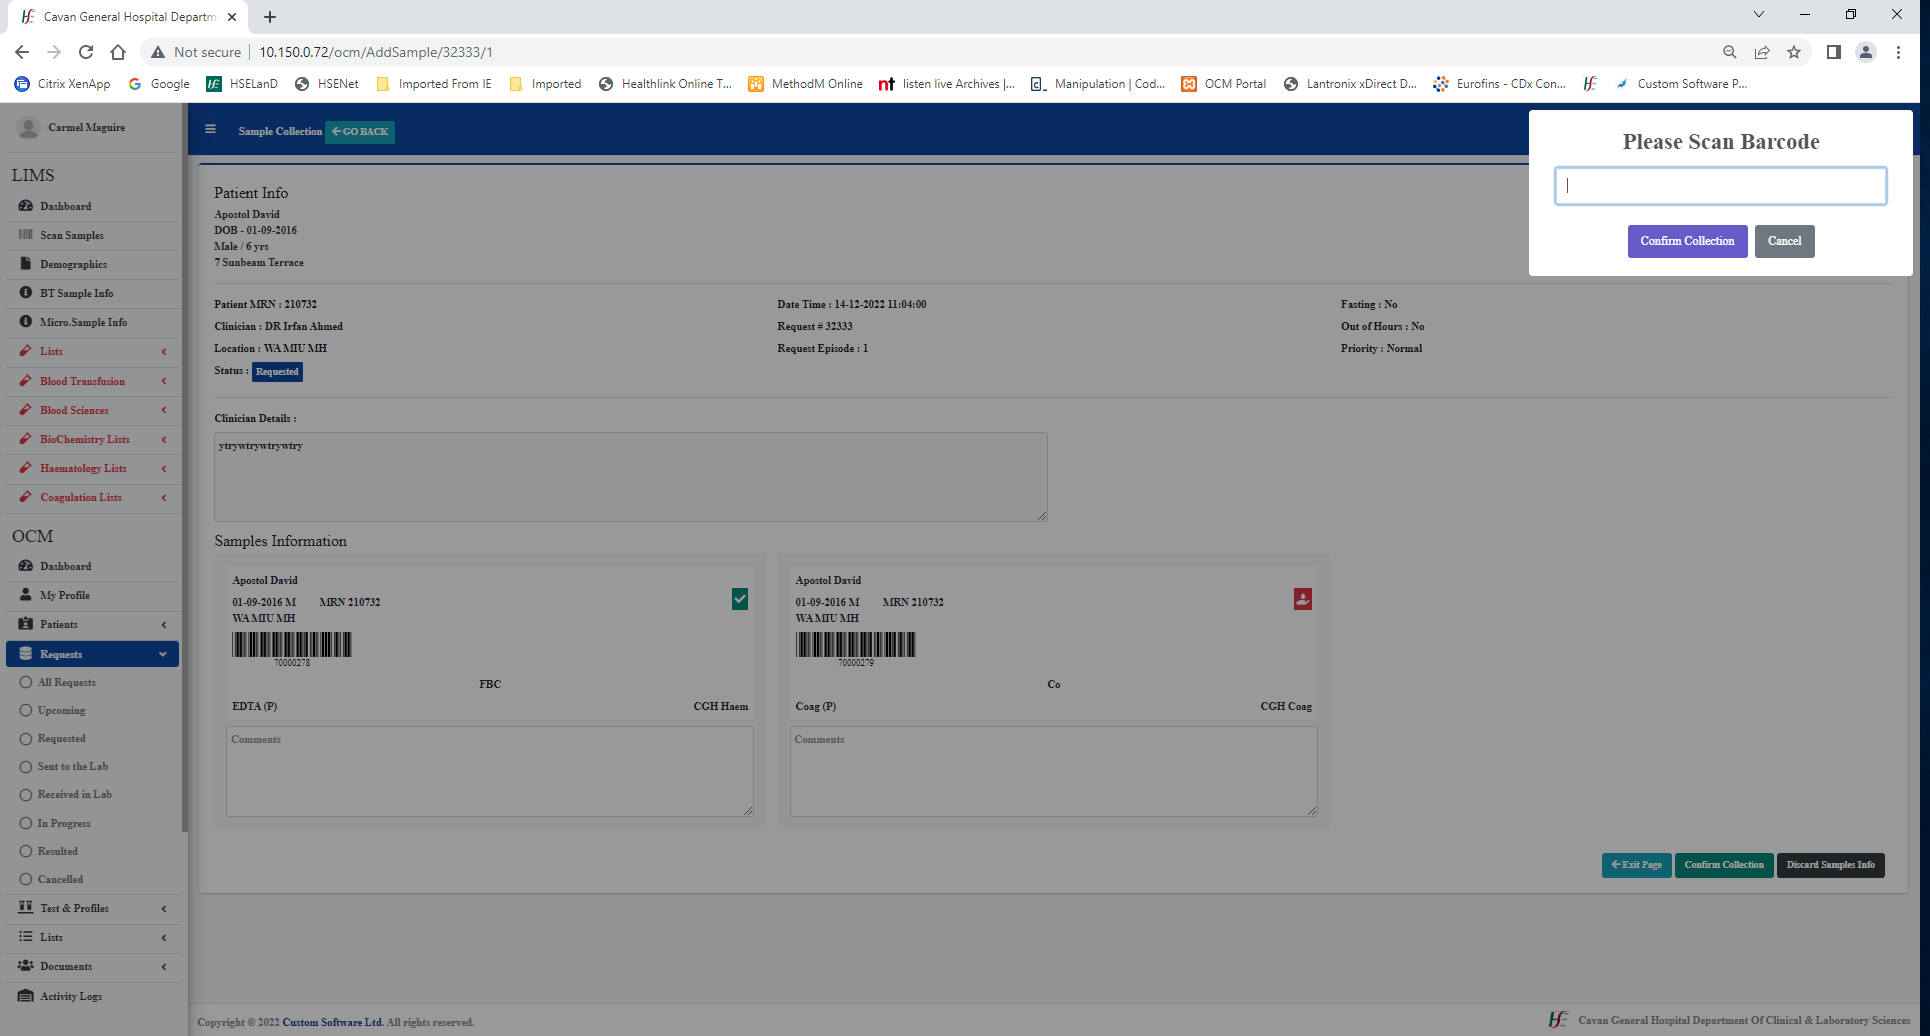 Cavan General Hospital Departm
Not secure
10.150.0.72/ocm/AddSample/32333/1
Citrix XenApp
Google
HSELanD
HSENet
Imported From IE
Imported
Healthlink Online T...
MethodM Online
listen live Archives |...
Manipulation | Cod...
OCM Portal
Lantronix xDirect D...
Eurofins - CDx Con...
Custom Software P...
Carmel Maguire
LIMS
Dashboard
Scan Samples
Demographics
BT Sample Info
Micro.Sample Info
Lists
Blood Transfusion
Blood Sciences
BioChemistry Lists
Haematology Lists
Coagulation Lists
OCM
Dashboard
My Profile
Patients
Requests
All Requests
Upcoming
Requested
Sent to the Lab
Received in Lab
In Progress
Resulted
Cancelled
Test & Profiles
Lists
Documents
Activity Logs
Sample Collection
GO BACK
Please Scan Barcode
Confirm Collection
Cancel
Patient Info
Apostol David
DOB - 01-09-2016
Male / 6 yrs
7 Sunbeam Terrace
Patient MRN : 210732
Clinician : DR Irfan Ahmed
Location : WA MIU MH
Status : Requested
Date Time : 14-12-2022 11:04:00
Request # 32333
Request Episode : 1
Fasting : No
Out of Hours : No
Priority : Normal
Clinician Details :
ytrywtrywtrywtry
Samples Information
Apostol David
01-09-2016 M MRN 210732
WA MIU MH
70000278
FBC
EDTA (P)
CGH Haem
Comments
Apostol David
01-09-2016 M MRN 210732
WA MIU MH
70000279
Co
Coag (P)
CGH Coag
Comments
Exit Page
Confirm Collection
Discard Samples Info
Copyright © 2022 Custom Software Ltd. All rights reserved.
Cavan General Hospital Department Of Clinical & Laboratory Sciences